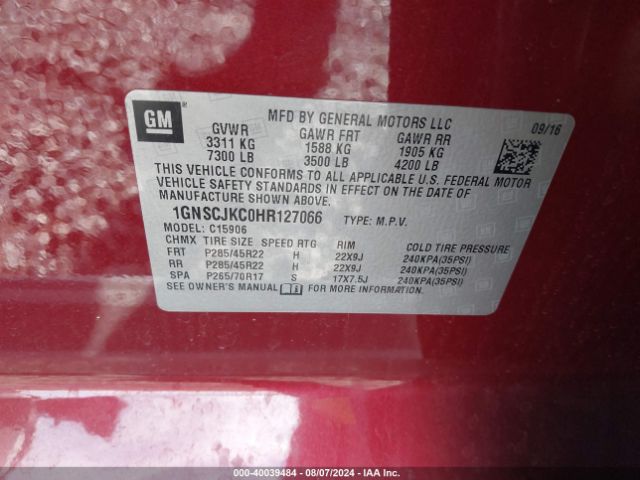 GM
MFD BY GENERAL MOTORS LLC 09/16
GVWR GAWR FRT GAWR RR
3311 KG 1588 KG 1905 KG
7300 LB 3500 LB 4200 LB
THIS VEHICLE CONFORMS TO ALL APPLICABLE U.S. FEDERAL MOTOR
VEHICLE SAFETY STANDARDS IN EFFECT ON THE DATE OF
MANUFACTURE SHOWN ABOVE.
1GNSCJKC0HR127066 TYPE: M.P.V.
MODEL: C15906
CHMX TIRE SIZE SPEED RTG RIM COLD TIRE PRESSURE
FRT P285/45R22 H 22X9J 240KPA(35PSI)
RR P285/45R22 H 22X9J 240KPA(35PSI)
SPA P265/70R17 S 17X7.5J 240KPA(35PSI)
SEE OWNER'S MANUAL FOR MORE INFORMATION.
000-40039484 - 08/07/2024 - IAA Inc.